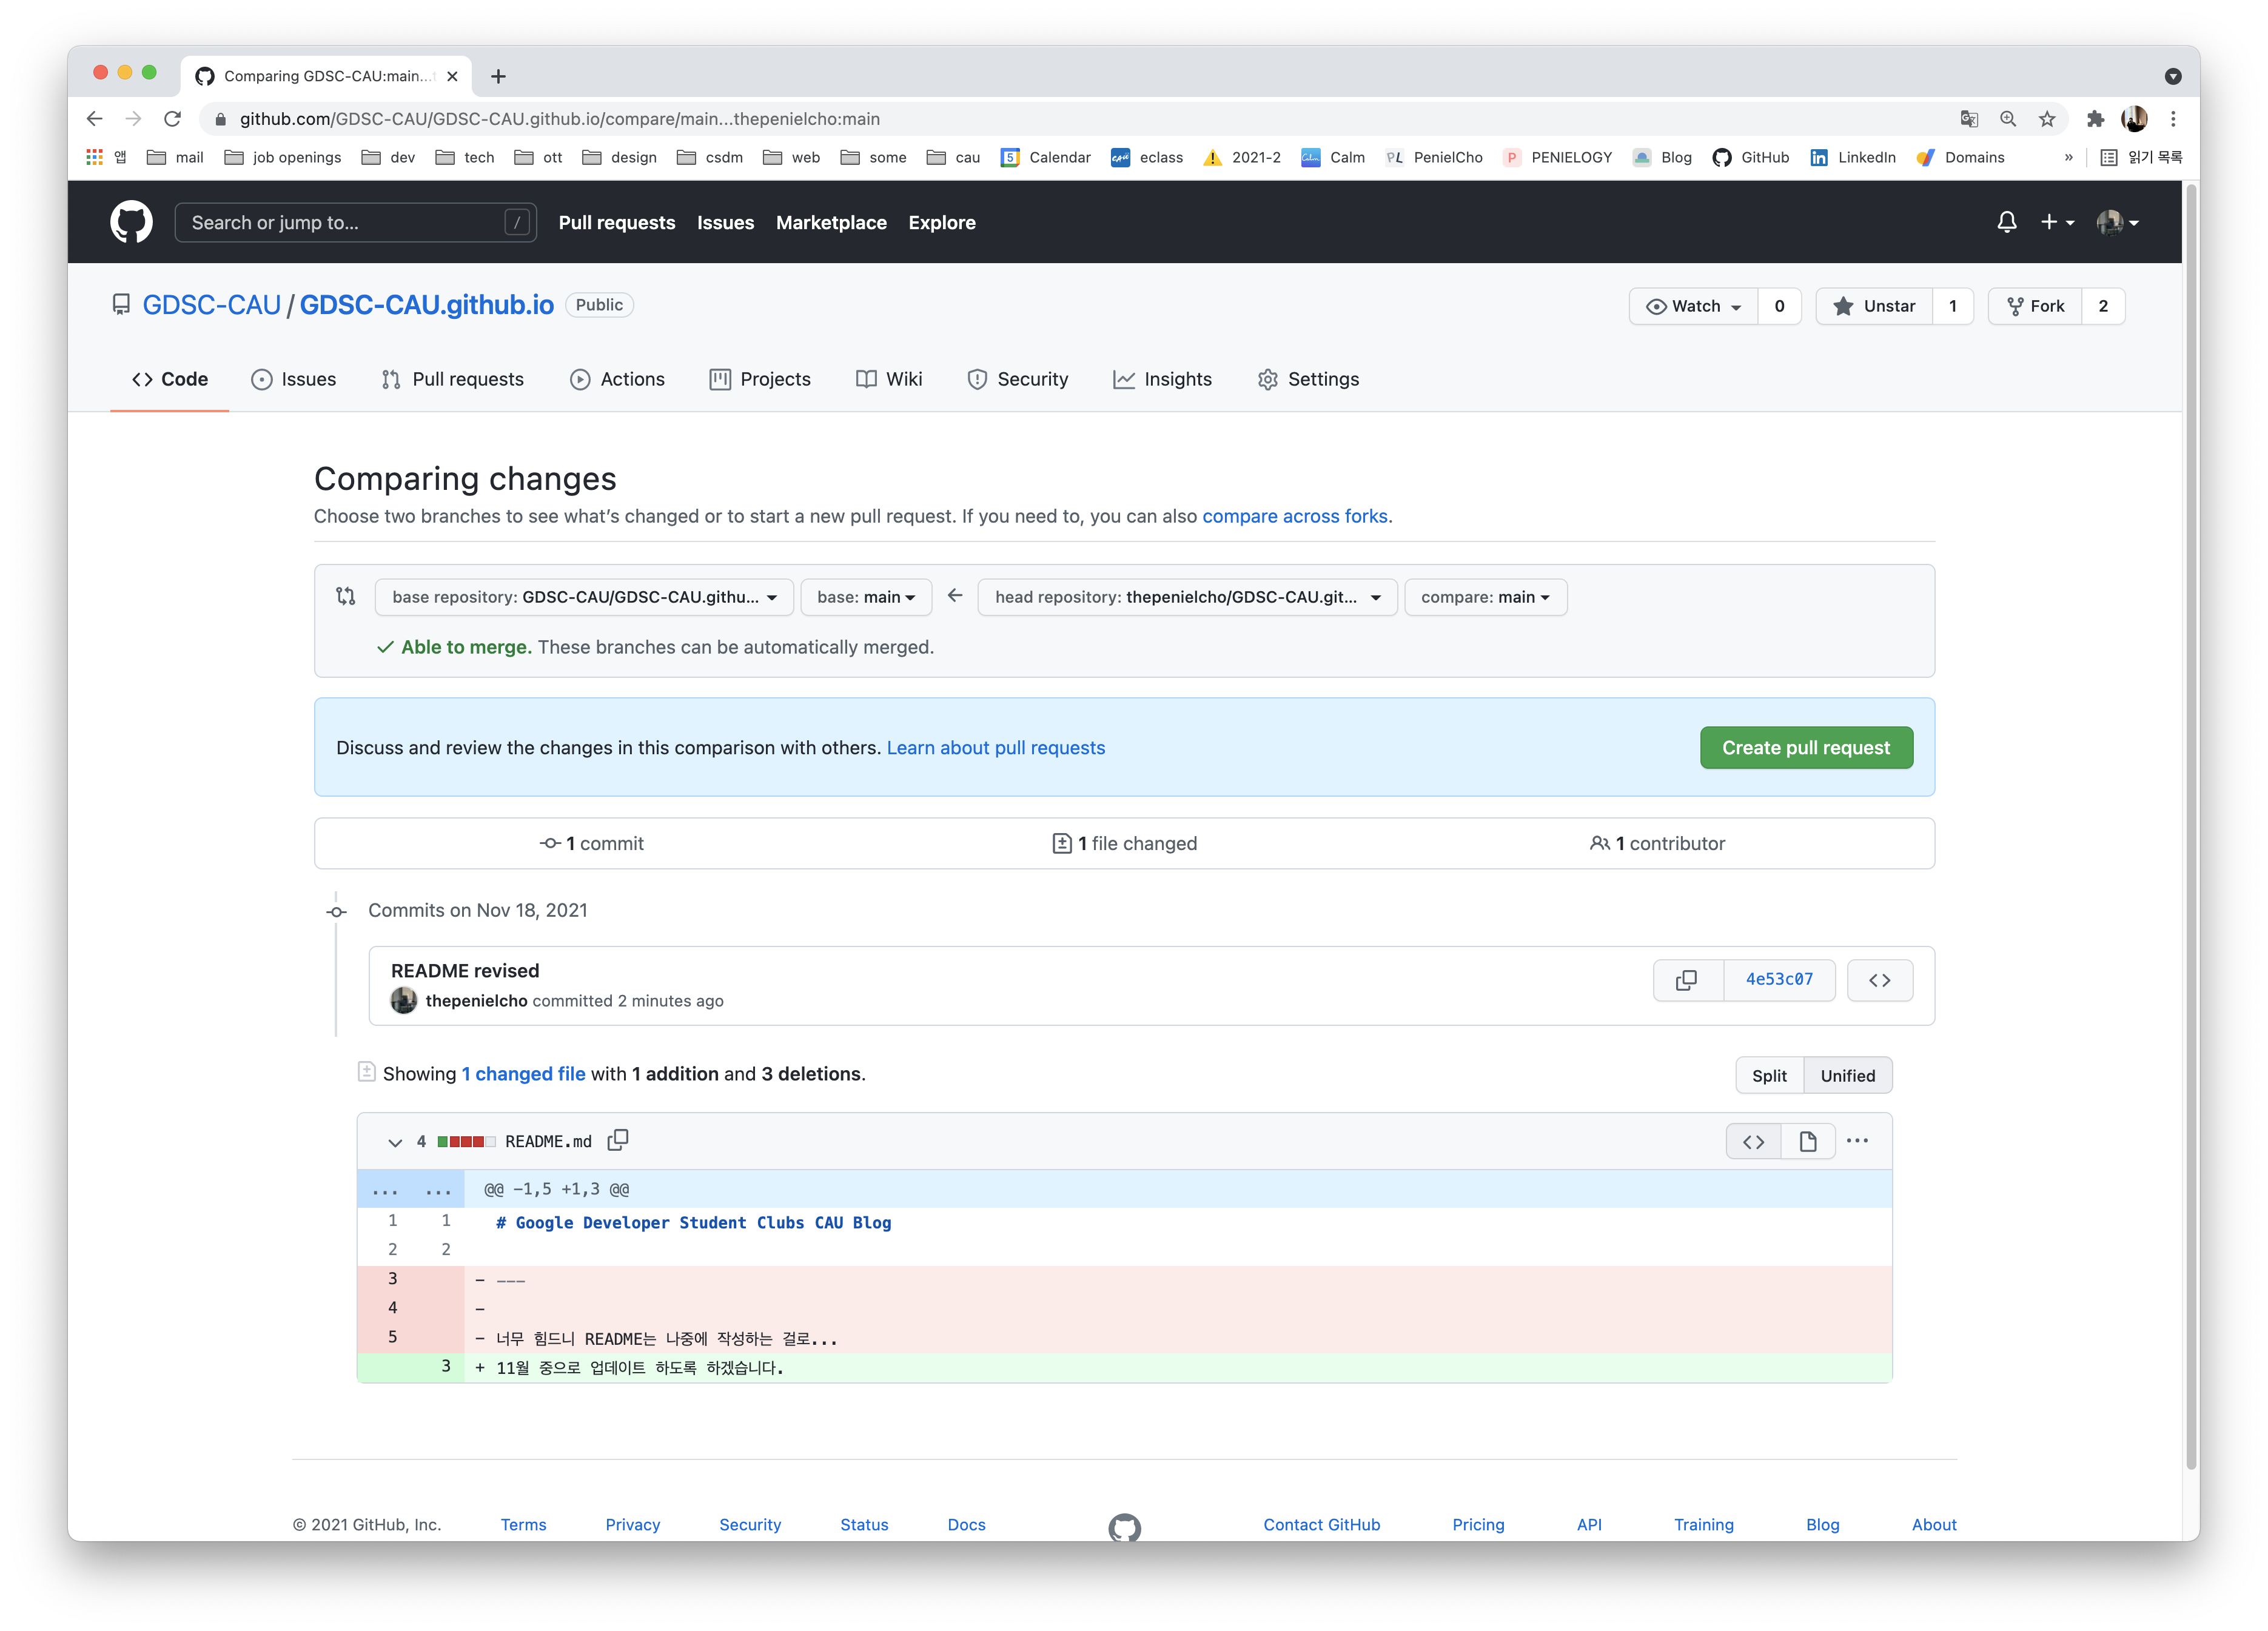 Comparing GDSC-CAU:main...t
github.com/GDSC-CAU/GDSC-CAU.github.io/compare/main...thepenielcho:main
앱 mail job openings dev tech ott design csdm web some cau Calendar eclass 2021-2 Calm PenielCho PENIELOGY Blog GitHub LinkedIn Domains » 읽기 목록
Search or jump to... / Pull requests Issues Marketplace Explore
GDSC-CAU / GDSC-CAU.github.io Public Watch 0 Unstar 1 Fork 2
Code Issues Pull requests Actions Projects Wiki Security Insights Settings
Comparing changes
Choose two branches to see what’s changed or to start a new pull request. If you need to, you can also compare across forks.
base repository: GDSC-CAU/GDSC-CAU.githu... base: main head repository: thepenielcho/GDSC-CAU.git... compare: main
Able to merge. These branches can be automatically merged.
Discuss and review the changes in this comparison with others. Learn about pull requests Create pull request
1 commit 1 file changed 1 contributor
Commits on Nov 18, 2021
README revised
thepenielcho committed 2 minutes ago 4e53c07
Showing 1 changed file with 1 addition and 3 deletions. Split Unified
4 README.md
... ... @@ -1,5 +1,3 @@
1 1 # Google Developer Student Clubs CAU Blog
2 2
3 - ---
4 -
5 - 너무 힘드니 README는 나중에 작성하는 걸로...
3 + 11월 중으로 업데이트 하도록 하겠습니다.
© 2021 GitHub, Inc. Terms Privacy Security Status Docs Contact GitHub Pricing API Training Blog About